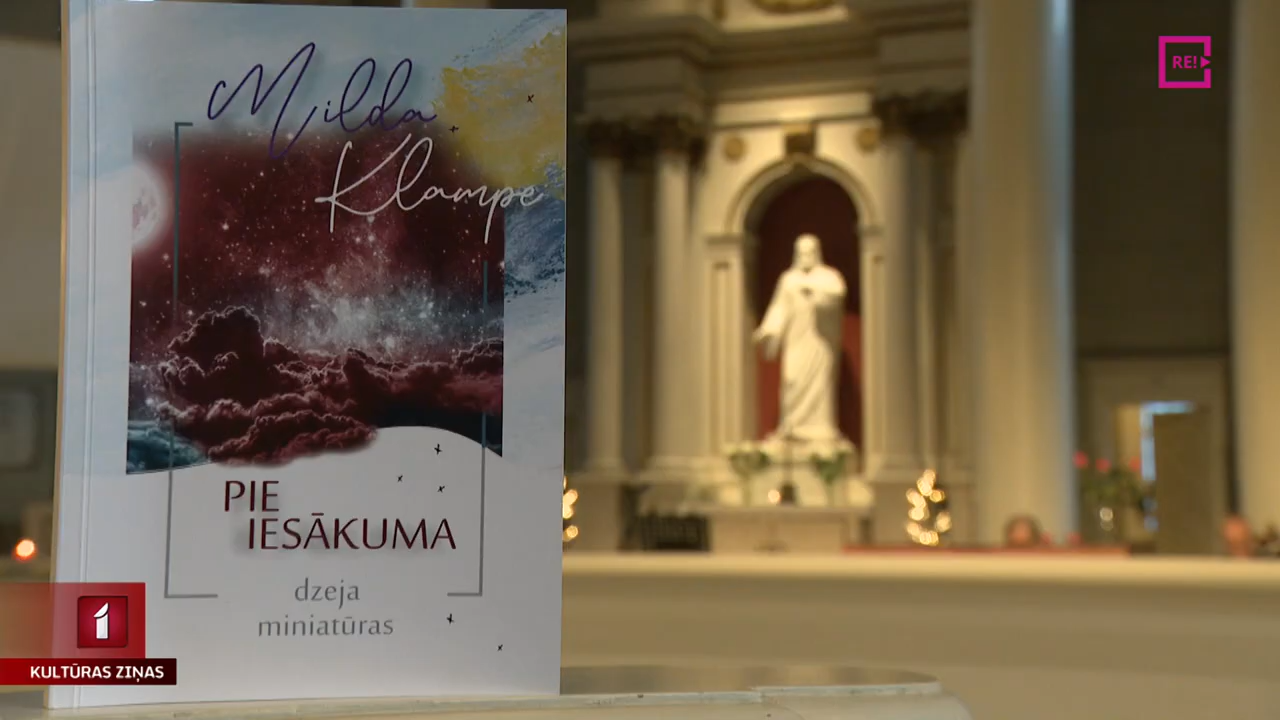 Milda
Klampe
PIE
IESĀKUMA
dzeja
miniatūras
RE!
1
KULTŪRAS ZIŅAS